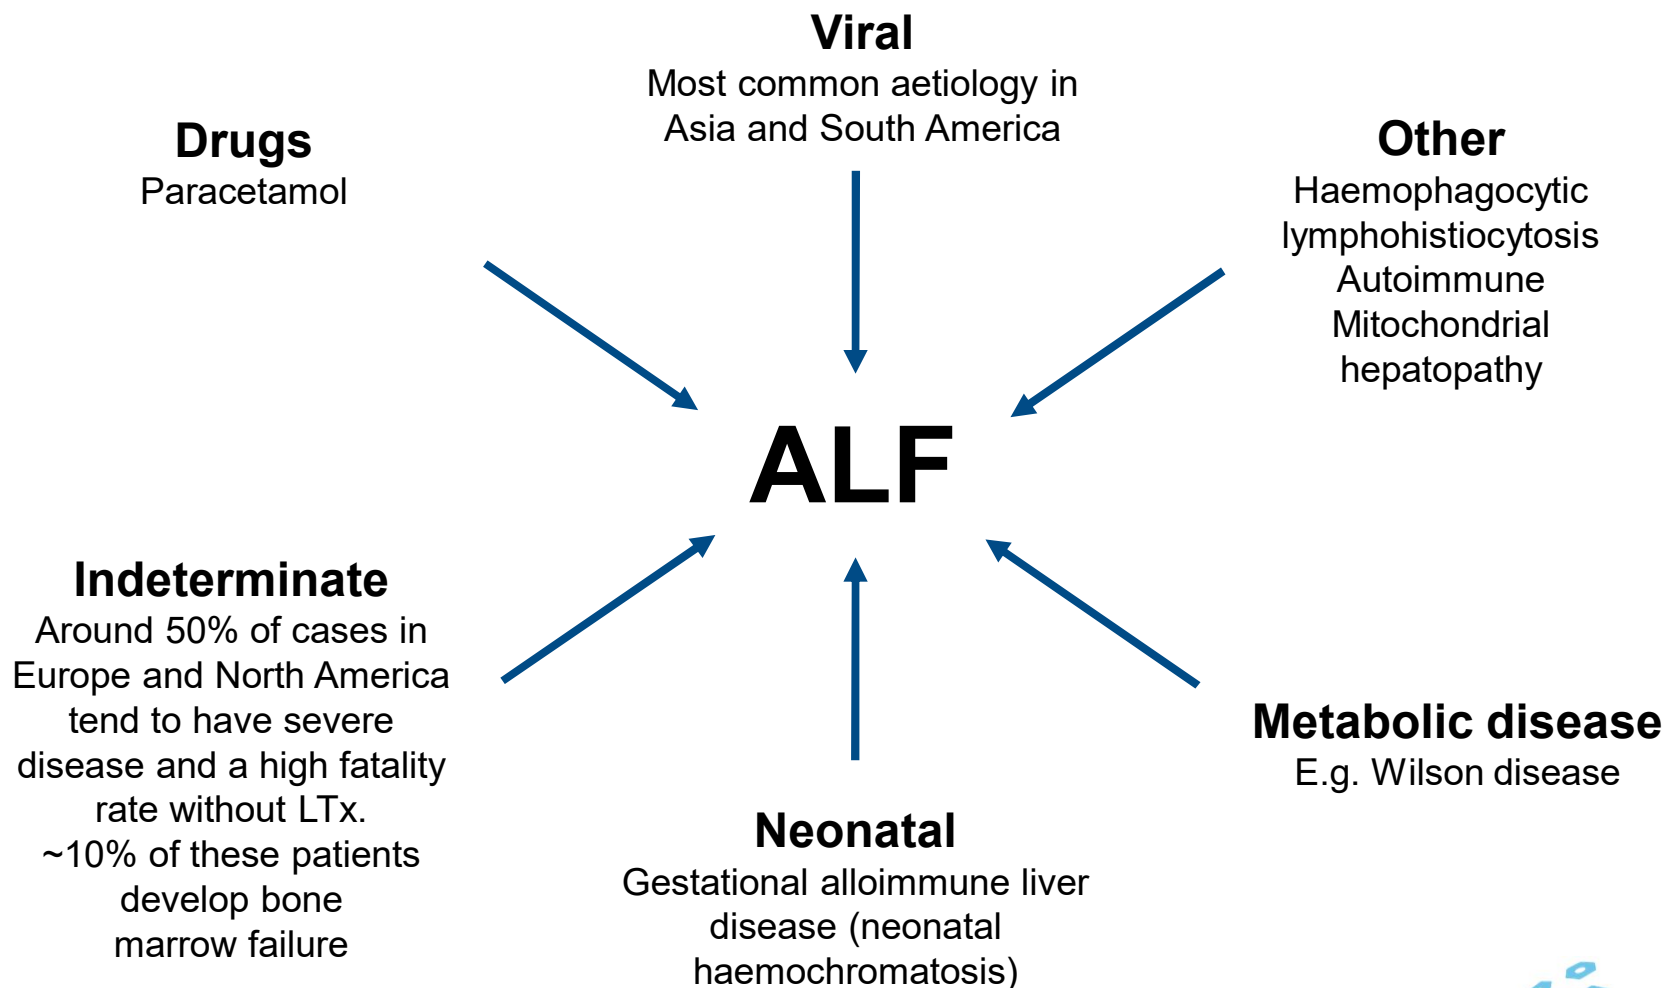 Viral
Most common aetiology in
Asia and South America
Drugs
Paracetamol
Other
Haemophagocytic
lymphohistiocytosis
Autoimmune
Mitochondrial
hepatopathy
ALF
Indeterminate
Around 50% of cases in
Europe and North America
tend to have severe
disease and a high fatality
rate without LTx.
~10% of these patients
develop bone
marrow failure
Neonatal
Gestational alloimmune liver
disease (neonatal
haemochromatosis)
Metabolic disease
E.g. Wilson disease